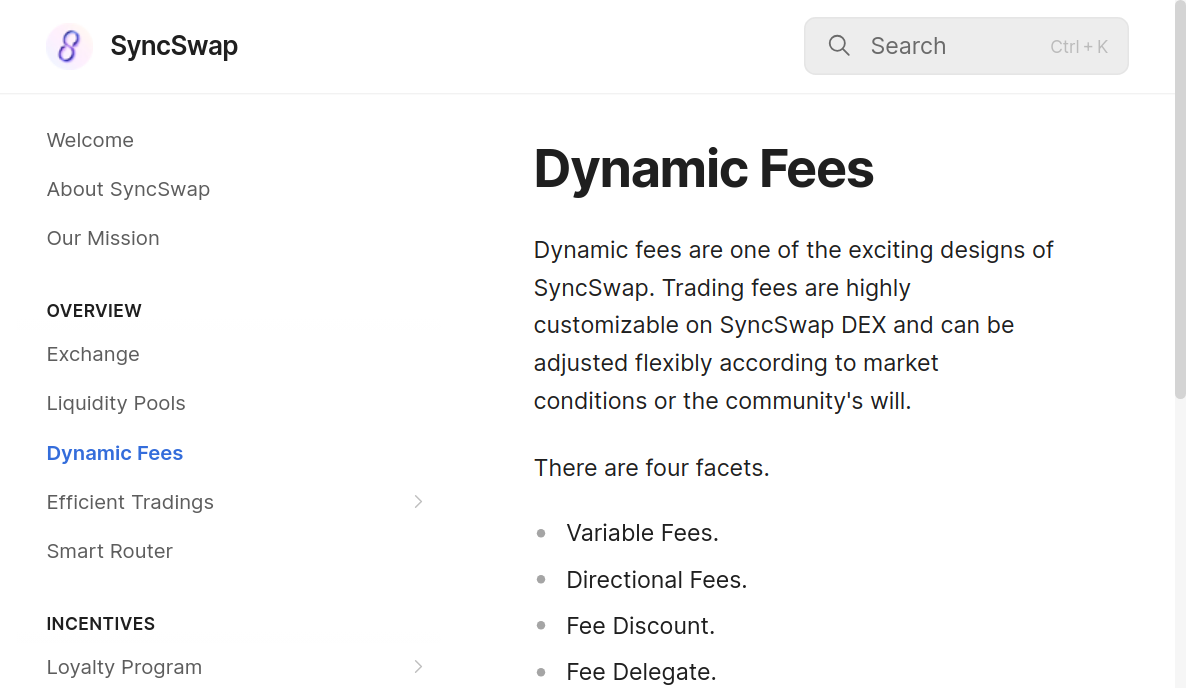 SyncSwap
Search
Ctrl + K
Welcome
About SyncSwap
Our Mission
OVERVIEW
Exchange
Liquidity Pools
Dynamic Fees
Efficient Tradings
Smart Router
INCENTIVES
Loyalty Program
Dynamic Fees
Dynamic fees are one of the exciting designs of
SyncSwap. Trading fees are highly
customizable on SyncSwap DEX and can be
adjusted flexibly according to market
conditions or the community's will.
There are four facets.
Variable Fees.
Directional Fees.
Fee Discount.
Fee Delegate.